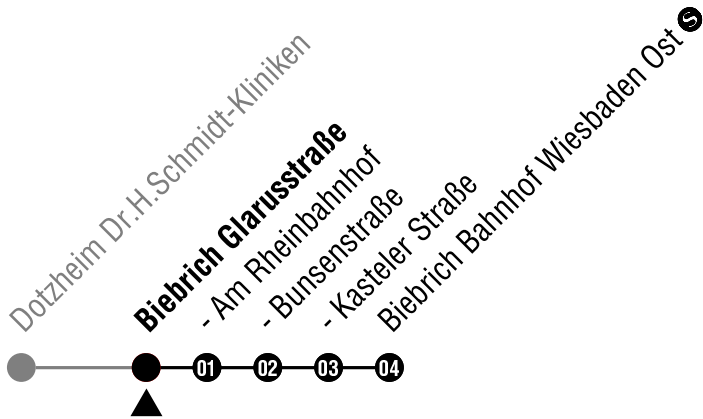 Dotzheim Dr.H.Schmidt-Kliniken
Biebrich Glarusstraße
- Am Rheinbahnhof
- Bunsenstraße
- Kasteler Straße
Biebrich Bahnhof Wiesbaden Ost S
01 02 03 04